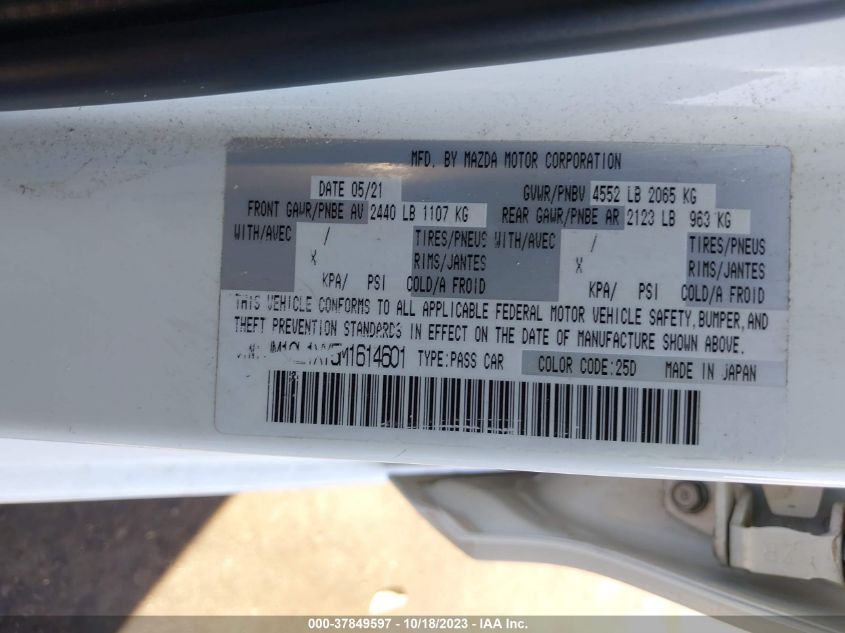 MFD. BY MAZDA MOTOR CORPORATION
DATE 05/21 GVWR/PNBV 4552 LB 2065 KG
FRONT GAWR/PNBE AV 2440 LB 1107 KG REAR GAWR/PNBE AR 2123 LB 963 KG
WITH/AVEC / TIRES/PNEUS WITH/AVEC / TIRES/PNEUS
X RIMS/JANTES X RIMS/JANTES
KPA/ PSI COLD/A FROID KPA/ PSI COLD/A FROID
THIS VEHICLE CONFORMS TO ALL APPLICABLE FEDERAL MOTOR VEHICLE SAFETY, BUMPER, AND
THEFT PREVENTION STANDARDS IN EFFECT ON THE DATE OF MANUFACTURE SHOWN ABOVE.
TYPE:PASS CAR COLOR CODE:25D MADE IN JAPAN
000-37849597 - 10/18/2023 - IAA Inc.